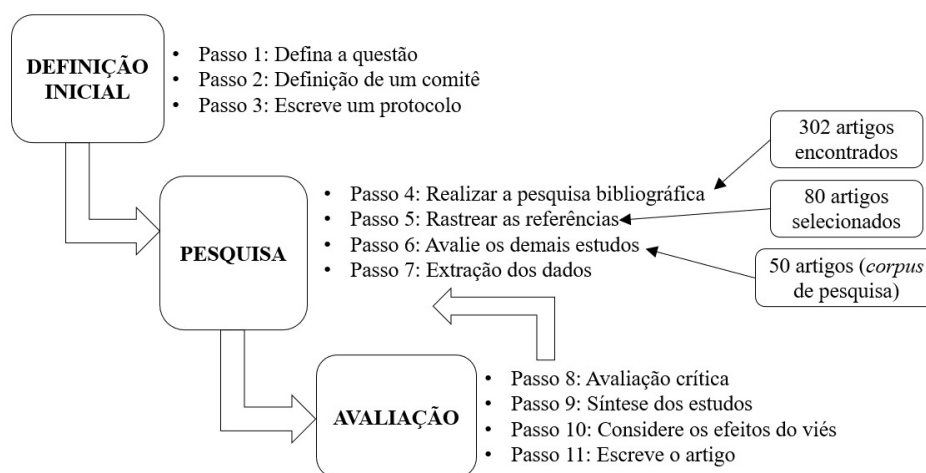 DEFINIÇÃO
INICIAL
• Passo 1: Defina a questão
• Passo 2: Definição de um comitê
• Passo 3: Escreve um protocolo
302 artigos
encontrados
PESQUISA
• Passo 4: Realizar a pesquisa bibliográfica
• Passo 5: Rastrear as referências
• Passo 6: Avalie os demais estudos
• Passo 7: Extração dos dados
80 artigos
selecionados
50 artigos (corpus
de pesquisa)
AVALIAÇÃO
• Passo 8: Avaliação crítica
• Passo 9: Síntese dos estudos
• Passo 10: Considere os efeitos do viés
• Passo 11: Escreve o artigo